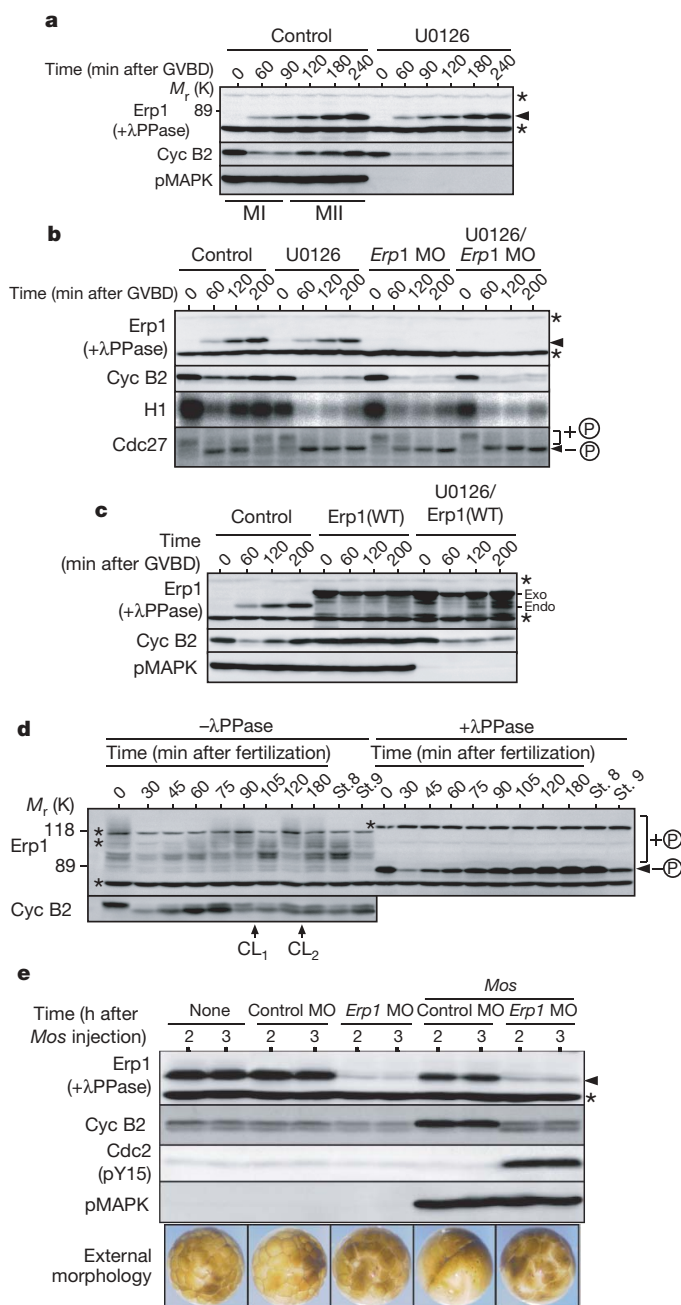 a
Control U0126
Time (min after GVBD) 0 60 90 120 180 240 0 60 90 120 180 240
Mr (K)
Erp1 89 *
(+λPPase) *
Cyc B2
pMAPK
MI MII
b
Control U0126 Erp1 MO U0126/
Erp1 MO
Time (min after GVBD) 0 60 120 200 0 60 120 200 0 60 120 200 0 60 120 200
Erp1 *
(+λPPase) *
Cyc B2
H1
Cdc27 + P
– P
c
Control Erp1(WT) U0126/
Erp1(WT)
Time
(min after GVBD) 0 60 120 200 0 60 120 200 0 60 120 200
Erp1 *
(+λPPase) Exo
Endo
*
Cyc B2
pMAPK
d
–λPPase +λPPase
Time (min after fertilization) Time (min after fertilization)
0 30 45 60 75 90 105 120 180 St.8 St.9 0 30 45 60 75 90 105 120 180 St. 8 St. 9
Mr (K)
118 * *
Erp1 * + P
89 – P
*
Cyc B2
CL1 CL2
e
Mos
Time (h after None Control MO Erp1 MO Control MO Erp1 MO
Mos injection) 2 3 2 3 2 3 2 3 2 3
Erp1
(+λPPase) *
Cyc B2
Cdc2
(pY15)
pMAPK
External
morphology